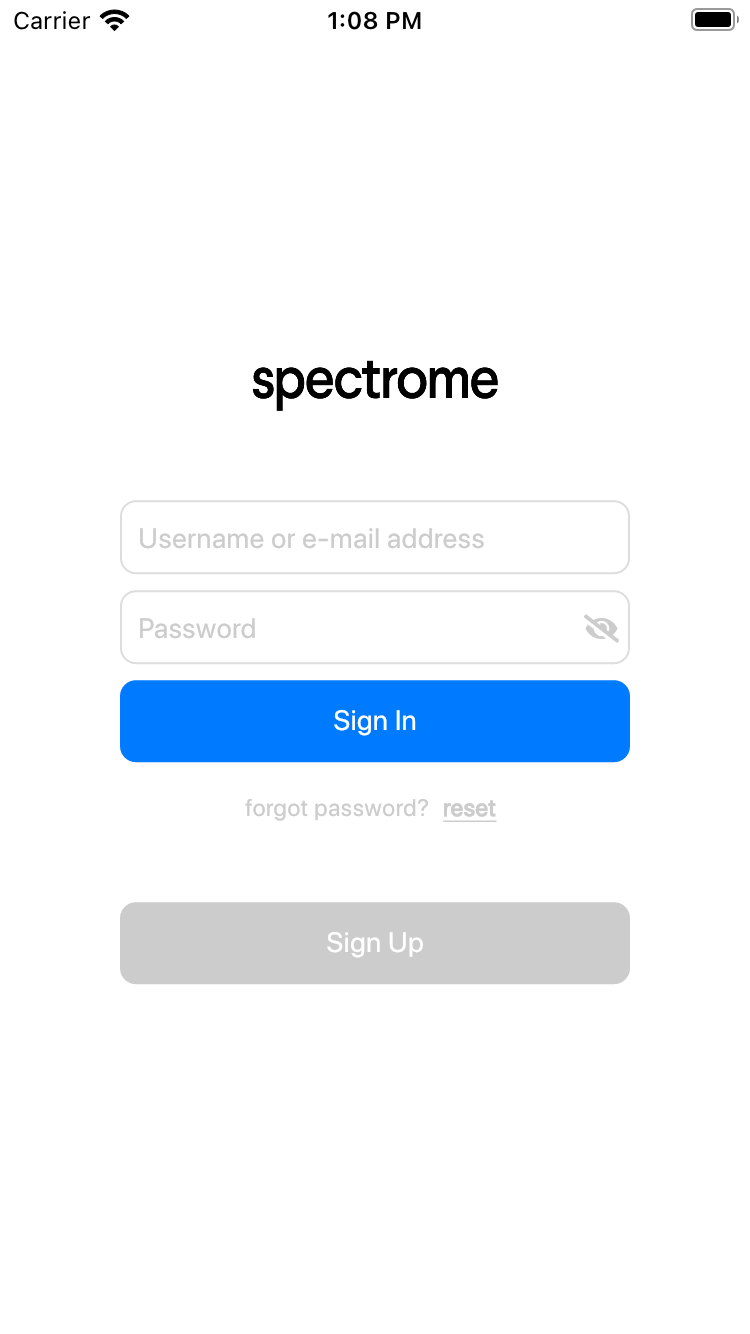 Carrier 1:08 PM
spectrome
Username or e-mail address
Password
Sign In
forgot password? reset
Sign Up